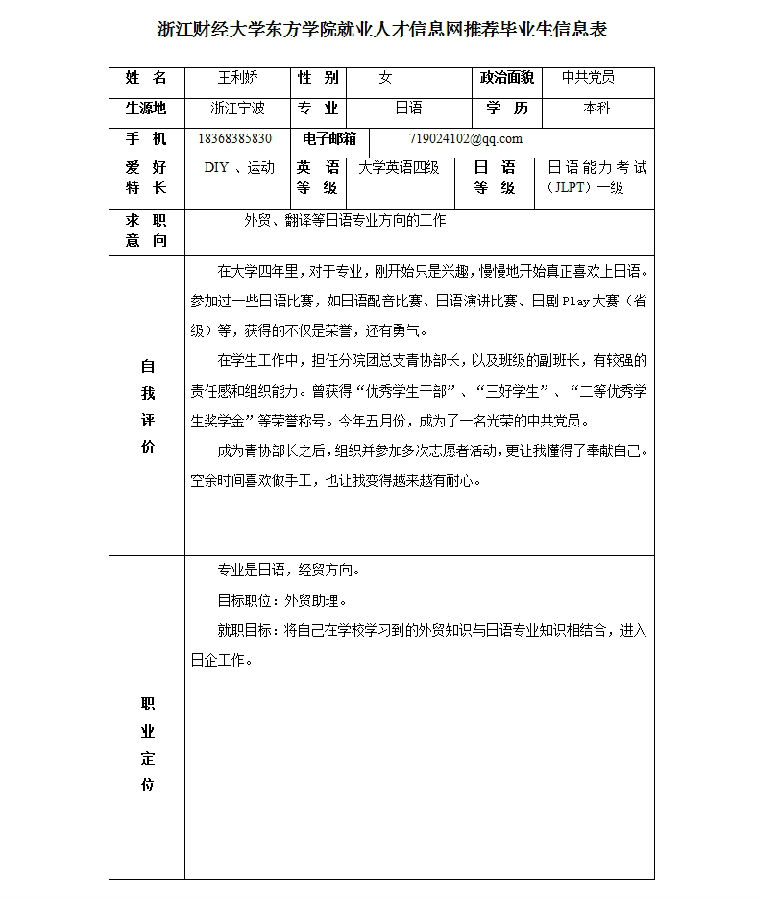 浙江财经大学东方学院就业人才信息网推荐毕业生信息表
姓 名 王利娇 性 别 女 政治面貌 中共党员
生源地 浙江宁波 专 业 日语 学 历 本科
手 机 18368385830 电子邮箱 719024102@qq.com
爱 好 DIY 、运动 英 语 大学英语四级 日 语 日语能力考试
特 长 等 级 等 级 （JLPT）一级
求 职 外贸、翻译等日语专业方向的工作
意 向
在大学四年里，对于专业，刚开始只是兴趣，慢慢地开始真正喜欢上日语。
参加过一些日语比赛，如日语配音比赛、日语演讲比赛、日剧 Play 大赛（省
级）等，获得的不仅是荣誉，还有勇气。
在学生工作中，担任分院团总支青协部长，以及班级的副班长，有较强的
自
责任感和组织能力。曾获得“优秀学生干部”、“三好学生”、“二等优秀学
我
生奖学金”等荣誉称号。今年五月份，成为了一名光荣的中共党员。
评
价
成为青协部长之后，组织并参加多次志愿者活动，更让我懂得了奉献自己。
空余时间喜欢做手工，也让我变得越来越有耐心。
专业是日语，经贸方向。
目标职位：外贸助理。
就职目标：将自己在学校学习到的外贸知识与日语专业知识相结合，进入
日企工作。
职
业
定
位